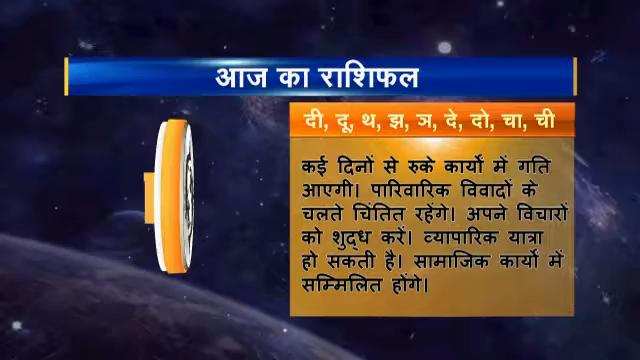 आज का राशिफल
दी, दू, थ, झ, ञ, दे, दो, चा, ची
कई दिनों से रुके कार्यो में गति
आएगी। पारिवारिक विवादों के
चलते चिंतित रहेंगे। अपने विचारों
को शुद्ध करें। व्यापारिक यात्रा
हो सकती है। सामाजिक कार्यो में
सम्मिलित होंगे।